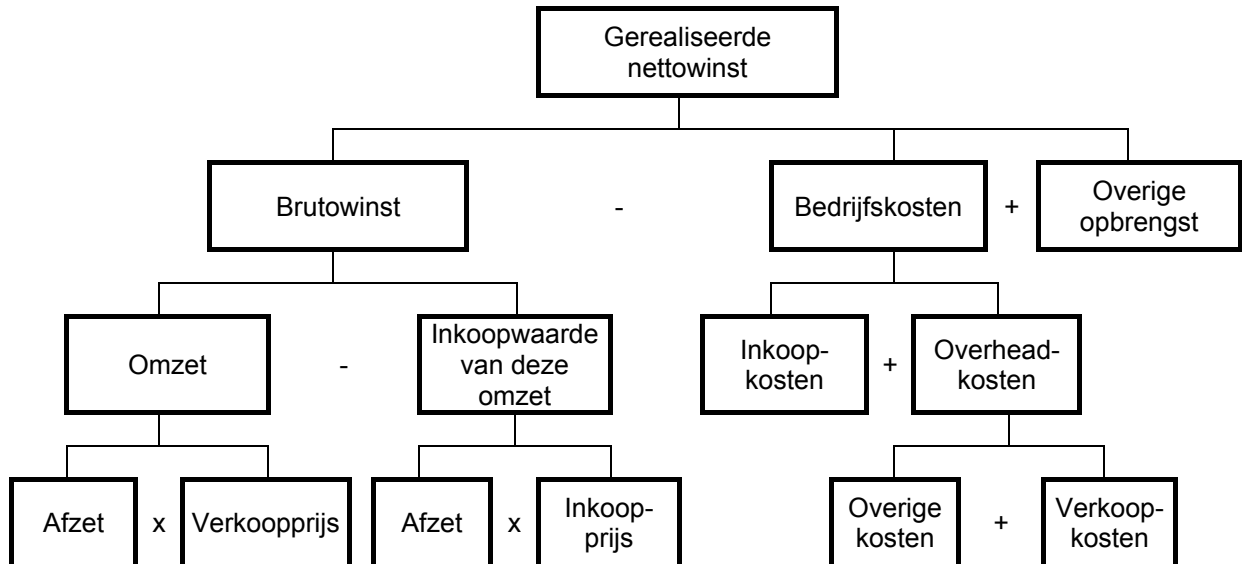 Gerealiseerde
nettowinst
Brutowinst
-
Bedrijfskosten
+
Overige
opbrengst
Omzet
-
Inkoopwaarde
van deze
omzet
Inkoop-
kosten
+
Overhead-
kosten
Afzet
x
Verkoopprijs
Afzet
x
Inkoop-
prijs
Overige
kosten
+
Verkoop-
kosten